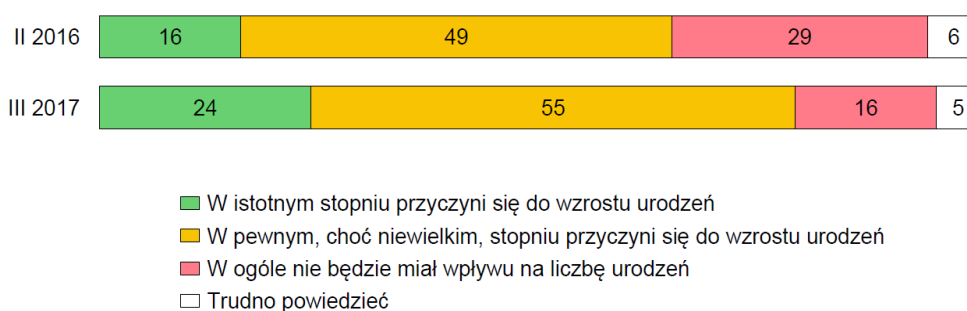 II 2016 16 49 29 6
III 2017 24 55 16 5
W istotnym stopniu przyczyni się do wzrostu urodzeń
W pewnym, choć niewielkim, stopniu przyczyni się do wzrostu urodzeń
W ogóle nie będzie miał wpływu na liczbę urodzeń
Trudno powiedzieć